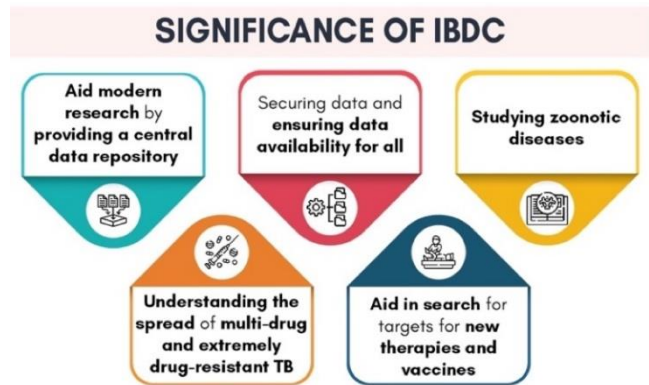 SIGNIFICANCE OF IBDC
Aid modern
research by
providing a central
data repository
Securing data and
ensuring data
availability for all
Studying zoonotic
diseases
Understanding the
spread of multi-drug
and extremely
drug-resistant TB
Aid in search for
targets for new
therapies and
vaccines